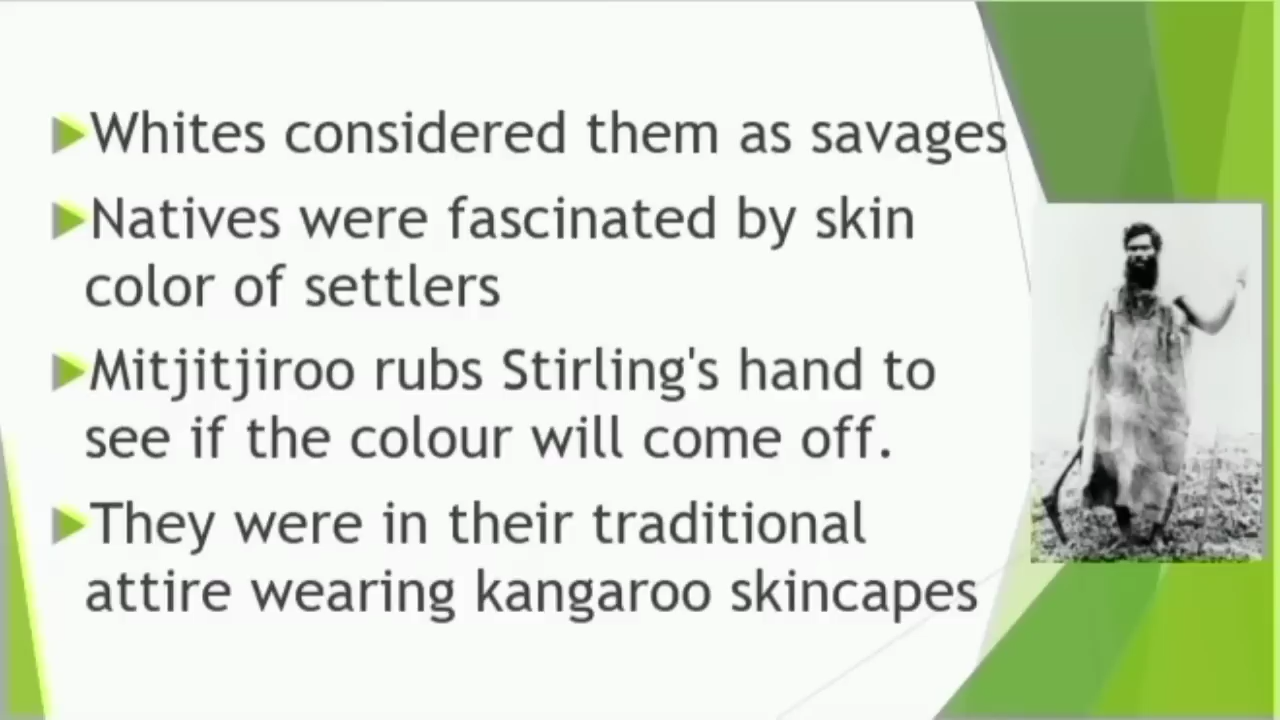 Whites considered them as savages
Natives were fascinated by skin
color of settlers
Mitjitjiroo rubs Stirling's hand to
see if the colour will come off.
They were in their traditional
attire wearing kangaroo skincapes